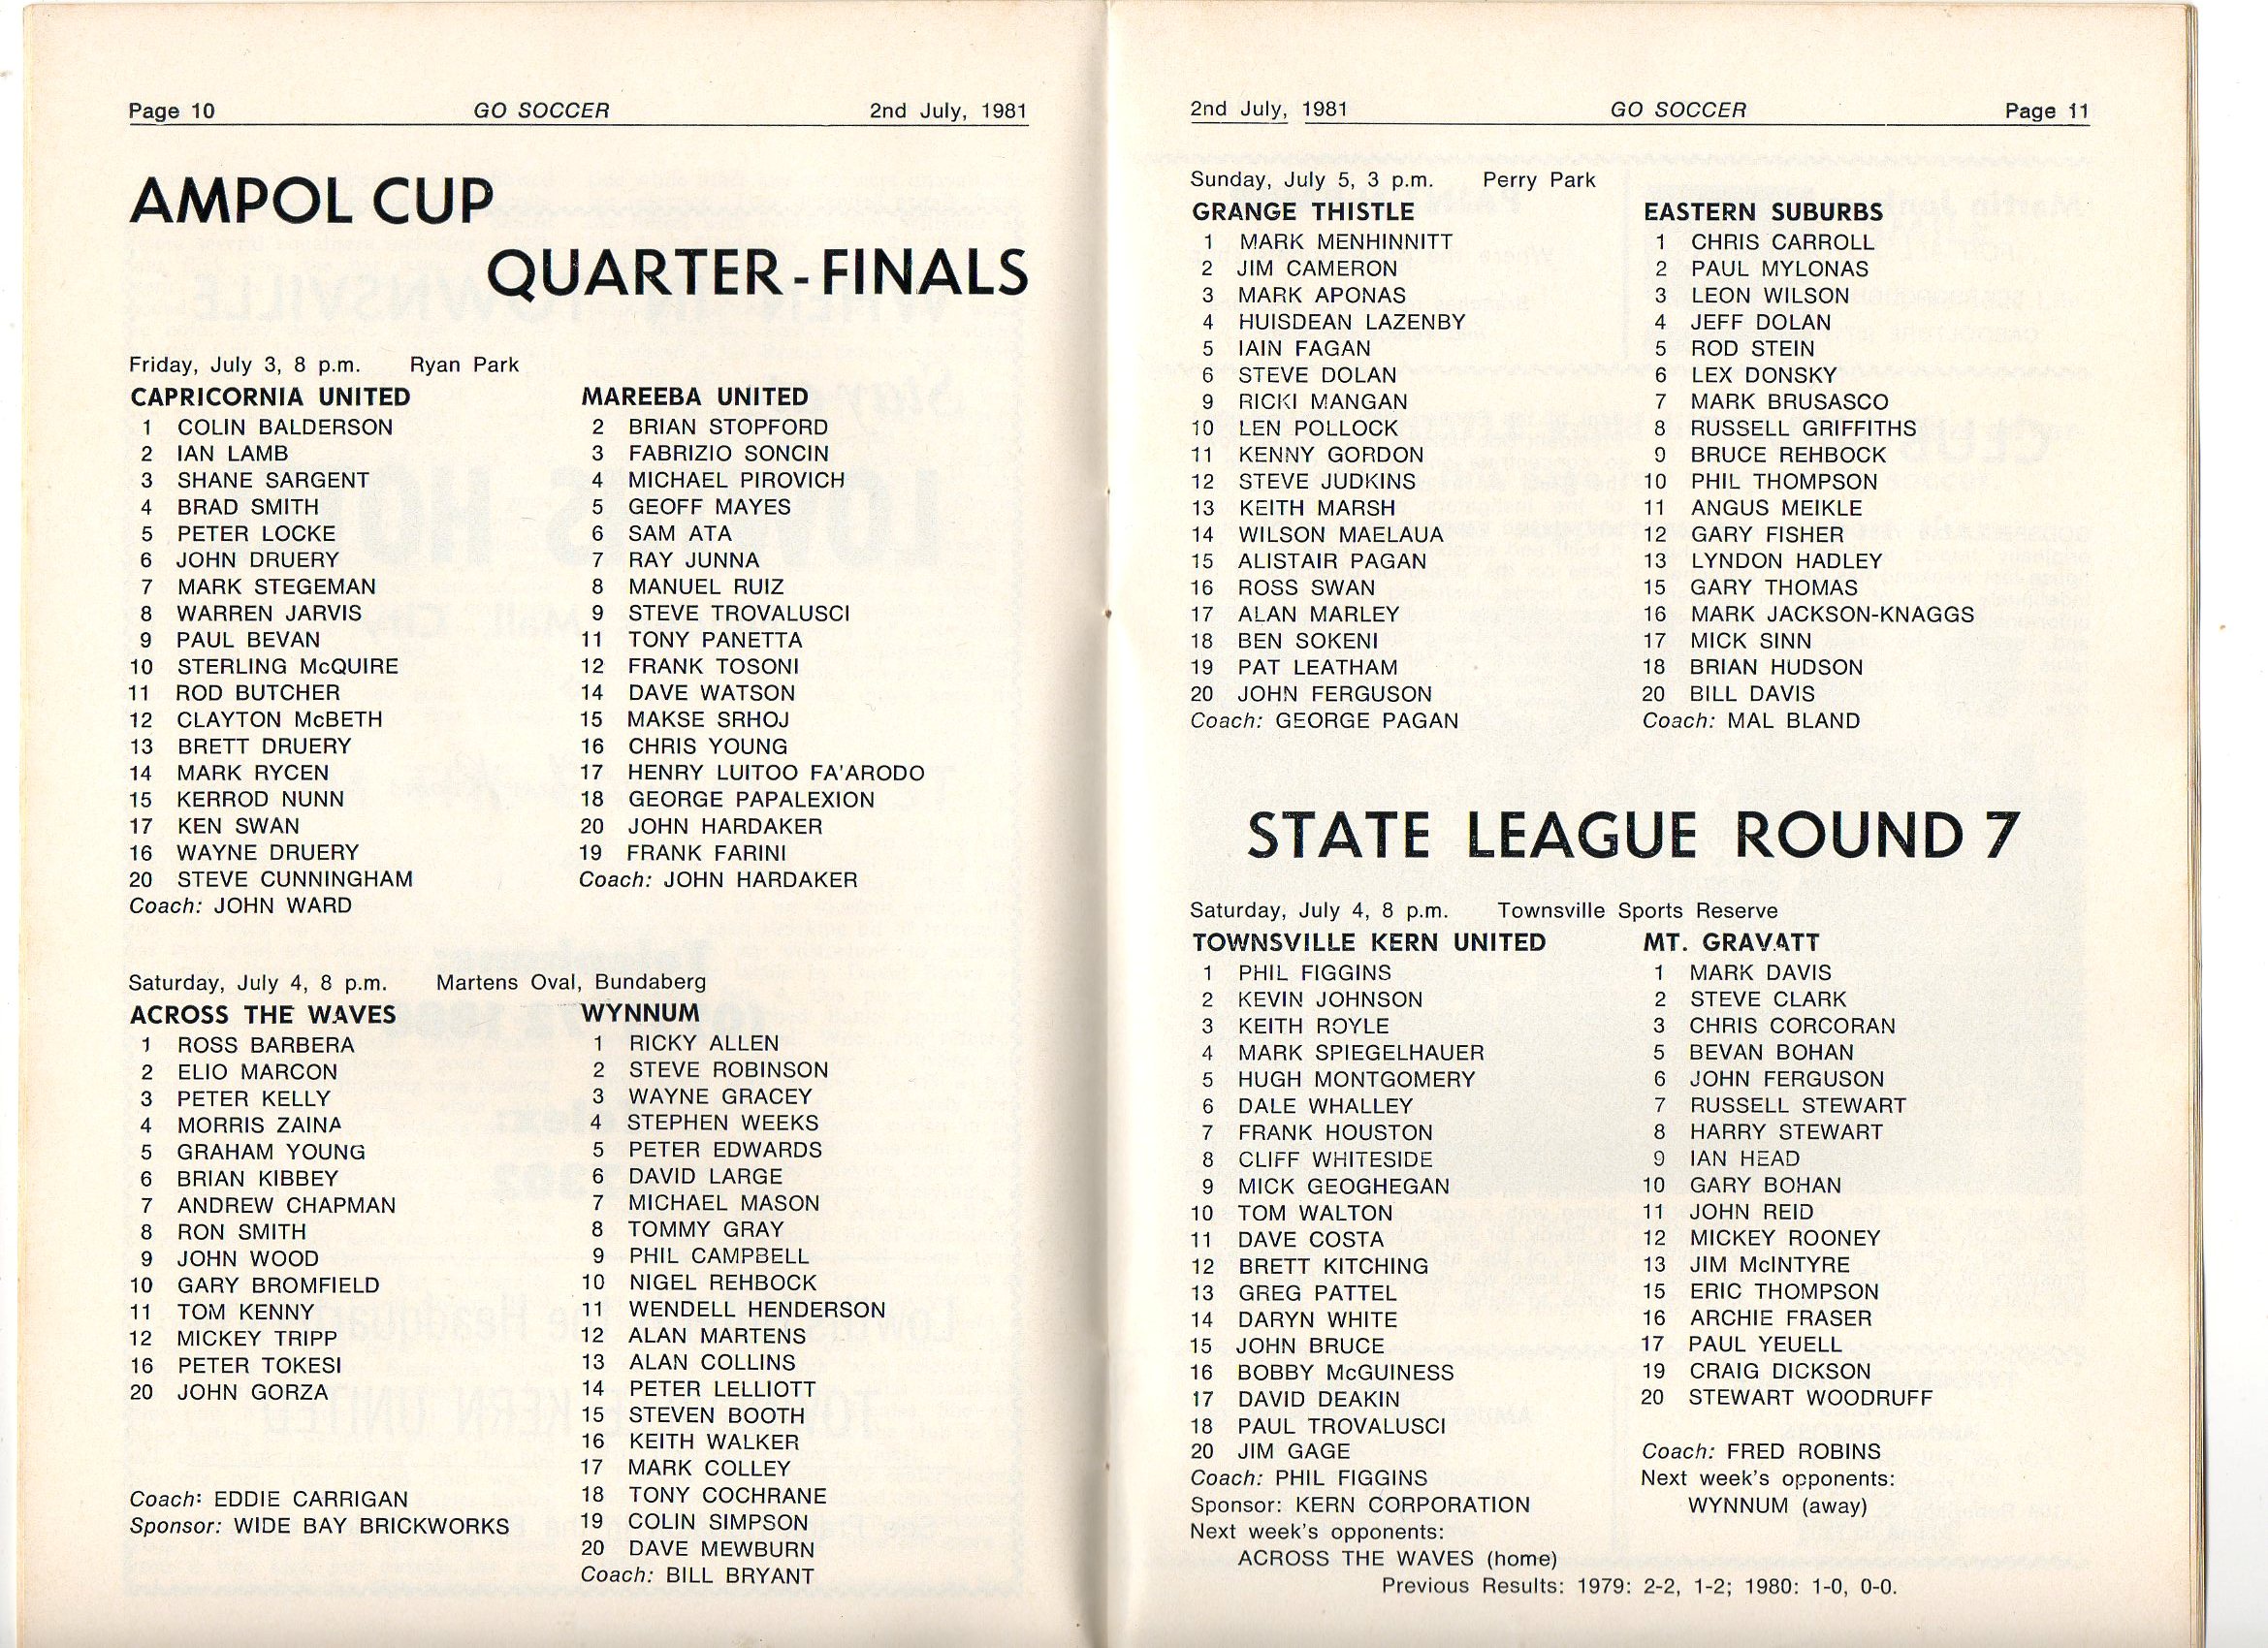 Page 10 GO SOCCER 2nd July, 1981
AMPOL CUP
QUARTER-FINALS
Friday, July 3, 8 p.m. Ryan Park
CAPRICORNIA UNITED
1 COLIN BALDERSON
2 IAN LAMB
3 SHANE SARGENT
4 BRAD SMITH
5 PETER LOCKE
6 JOHN DRUERY
7 MARK STEGEMAN
8 WARREN JARVIS
9 PAUL BEVAN
10 STERLING McQUIRE
11 ROD BUTCHER
12 CLAYTON McBETH
13 BRETT DRUERY
14 MARK RYCEN
15 KERROD NUNN
17 KEN SWAN
16 WAYNE DRUERY
20 STEVE CUNNINGHAM
Coach: JOHN WARD
MAREEBA UNITED
2 BRIAN STOPFORD
3 FABRIZIO SONCIN
4 MICHAEL PIROVICH
5 GEOFF MAYES
6 SAM ATA
7 RAY JUNNA
8 MANUEL RUIZ
9 STEVE TROVALUSCI
11 TONY PANETTA
12 FRANK TOSONI
14 DAVE WATSON
15 MAKSE SRHOJ
16 CHRIS YOUNG
17 HENRY LUITOO FA'ARODO
18 GEORGE PAPALEXION
20 JOHN HARDAKER
19 FRANK FARINI
Coach: JOHN HARDAKER
Saturday, July 4, 8 p.m. Martens Oval, Bundaberg
ACROSS THE WAVES
1 ROSS BARBERA
2 ELIO MARCON
3 PETER KELLY
4 MORRIS ZAINA
5 GRAHAM YOUNG
6 BRIAN KIBBEY
7 ANDREW CHAPMAN
8 RON SMITH
9 JOHN WOOD
10 GARY BROMFIELD
11 TOM KENNY
12 MICKEY TRIPP
16 PETER TOKESI
20 JOHN GORZA
Coach: EDDIE CARRIGAN
Sponsor: WIDE BAY BRICKWORKS
WYNNUM
1 RICKY ALLEN
2 STEVE ROBINSON
3 WAYNE GRACEY
4 STEPHEN WEEKS
5 PETER EDWARDS
6 DAVID LARGE
7 MICHAEL MASON
8 TOMMY GRAY
9 PHIL CAMPBELL
10 NIGEL REHBOCK
11 WENDELL HENDERSON
12 ALAN MARTENS
13 ALAN COLLINS
14 PETER LELLIOTT
15 STEVEN BOOTH
16 KEITH WALKER
17 MARK COLLEY
18 TONY COCHRANE
19 COLIN SIMPSON
20 DAVE MEWBURN
Coach: BILL BRYANT
2nd July, 1981 GO SOCCER Page 11
Sunday, July 5, 3 p.m. Perry Park
GRANGE THISTLE
1 MARK MENHINNITT
2 JIM CAMERON
3 MARK APONAS
4 HUISDEAN LAZENBY
5 IAIN FAGAN
6 STEVE DOLAN
9 RICKI MANGAN
10 LEN POLLOCK
11 KENNY GORDON
12 STEVE JUDKINS
13 KEITH MARSH
14 WILSON MAELAUA
15 ALISTAIR PAGAN
16 ROSS SWAN
17 ALAN MARLEY
18 BEN SOKENI
19 PAT LEATHAM
20 JOHN FERGUSON
Coach: GEORGE PAGAN
EASTERN SUBURBS
1 CHRIS CARROLL
2 PAUL MYLONAS
3 LEON WILSON
4 JEFF DOLAN
5 ROD STEIN
6 LEX DONSKY
7 MARK BRUSASCO
8 RUSSELL GRIFFITHS
9 BRUCE REHBOCK
10 PHIL THOMPSON
11 ANGUS MEIKLE
12 GARY FISHER
13 LYNDON HADLEY
15 GARY THOMAS
16 MARK JACKSON-KNAGGS
17 MICK SINN
18 BRIAN HUDSON
20 BILL DAVIS
Coach: MAL BLAND
STATE LEAGUE ROUND 7
Saturday, July 4, 8 p.m. Townsville Sports Reserve
TOWNSVILLE KERN UNITED
1 PHIL FIGGINS
2 KEVIN JOHNSON
3 KEITH ROYLE
4 MARK SPIEGELHAUER
5 HUGH MONTGOMERY
6 DALE WHALLEY
7 FRANK HOUSTON
8 CLIFF WHITESIDE
9 MICK GEOGHEGAN
10 TOM WALTON
11 DAVE COSTA
12 BRETT KITCHING
13 GREG PATTEL
14 DARYN WHITE
15 JOHN BRUCE
16 BOBBY McGUINESS
17 DAVID DEAKIN
18 PAUL TROVALUSCI
20 JIM GAGE
Coach: PHIL FIGGINS
Sponsor: KERN CORPORATION
Next week's opponents:
ACROSS THE WAVES (home)
MT. GRAVATT
1 MARK DAVIS
2 STEVE CLARK
3 CHRIS CORCORAN
5 BEVAN BOHAN
6 JOHN FERGUSON
7 RUSSELL STEWART
8 HARRY STEWART
9 IAN HEAD
10 GARY BOHAN
11 JOHN REID
12 MICKEY ROONEY
13 JIM McINTYRE
15 ERIC THOMPSON
16 ARCHIE FRASER
17 PAUL YEUELL
19 CRAIG DICKSON
20 STEWART WOODRUFF
Coach: FRED ROBINS
Next week's opponents:
WYNNUM (away)
Previous Results: 1979: 2-2, 1-2; 1980: 1-0, 0-0.